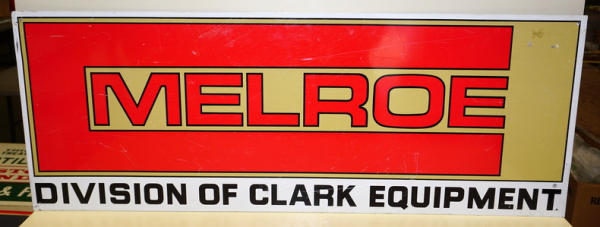 MELROE
DIVISION OF CLARK EQUIPMENT